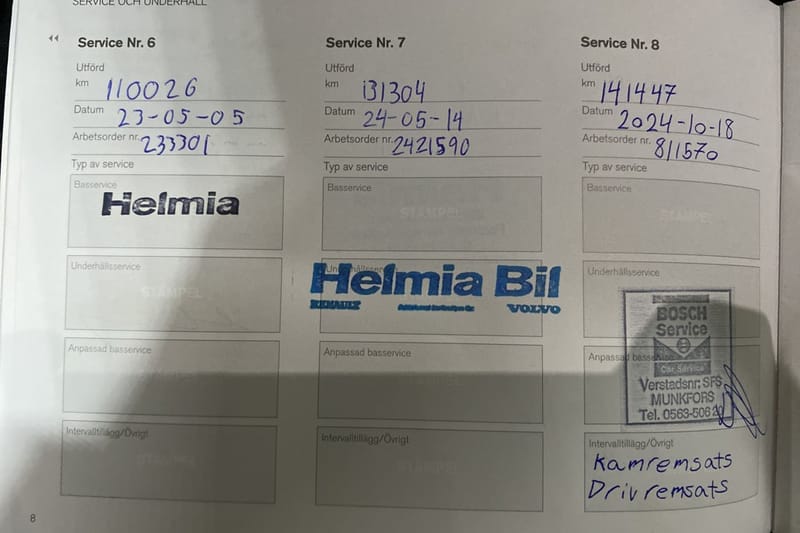 SERVICE OCH UNDERHÅLL
Service Nr. 6
Utförd
km 110026
Datum 23-05-05
Arbetsorder nr. 233301
Typ av service
Basservice
Helmia
Underhållsservice
STÄMPEL
Anpassad basservice
Intervalltillägg/Övrigt
8
Service Nr. 7
Utförd
km 131304
Datum 24-05-14
Arbetsorder nr. 2421590
Typ av service
Basservice
STÄMPEL
Helmia Bil
RENAULT
VOLVO
Anpassad basservice
Intervalltillägg/Övrigt
STÄMPEL
Service Nr. 8
Utförd
km 141447
Datum 2024-10-18
Arbetsorder nr. 811570
Typ av service
Basservice
STÄMPEL
Underhållsservice
BOSCH
Service
Car Service
Verstadsnr: SFS
MUNKFORS
Tel. 0563-506
Anpassad basservice
Intervalltillägg/Övrigt
Kamremsats
Drivremsats